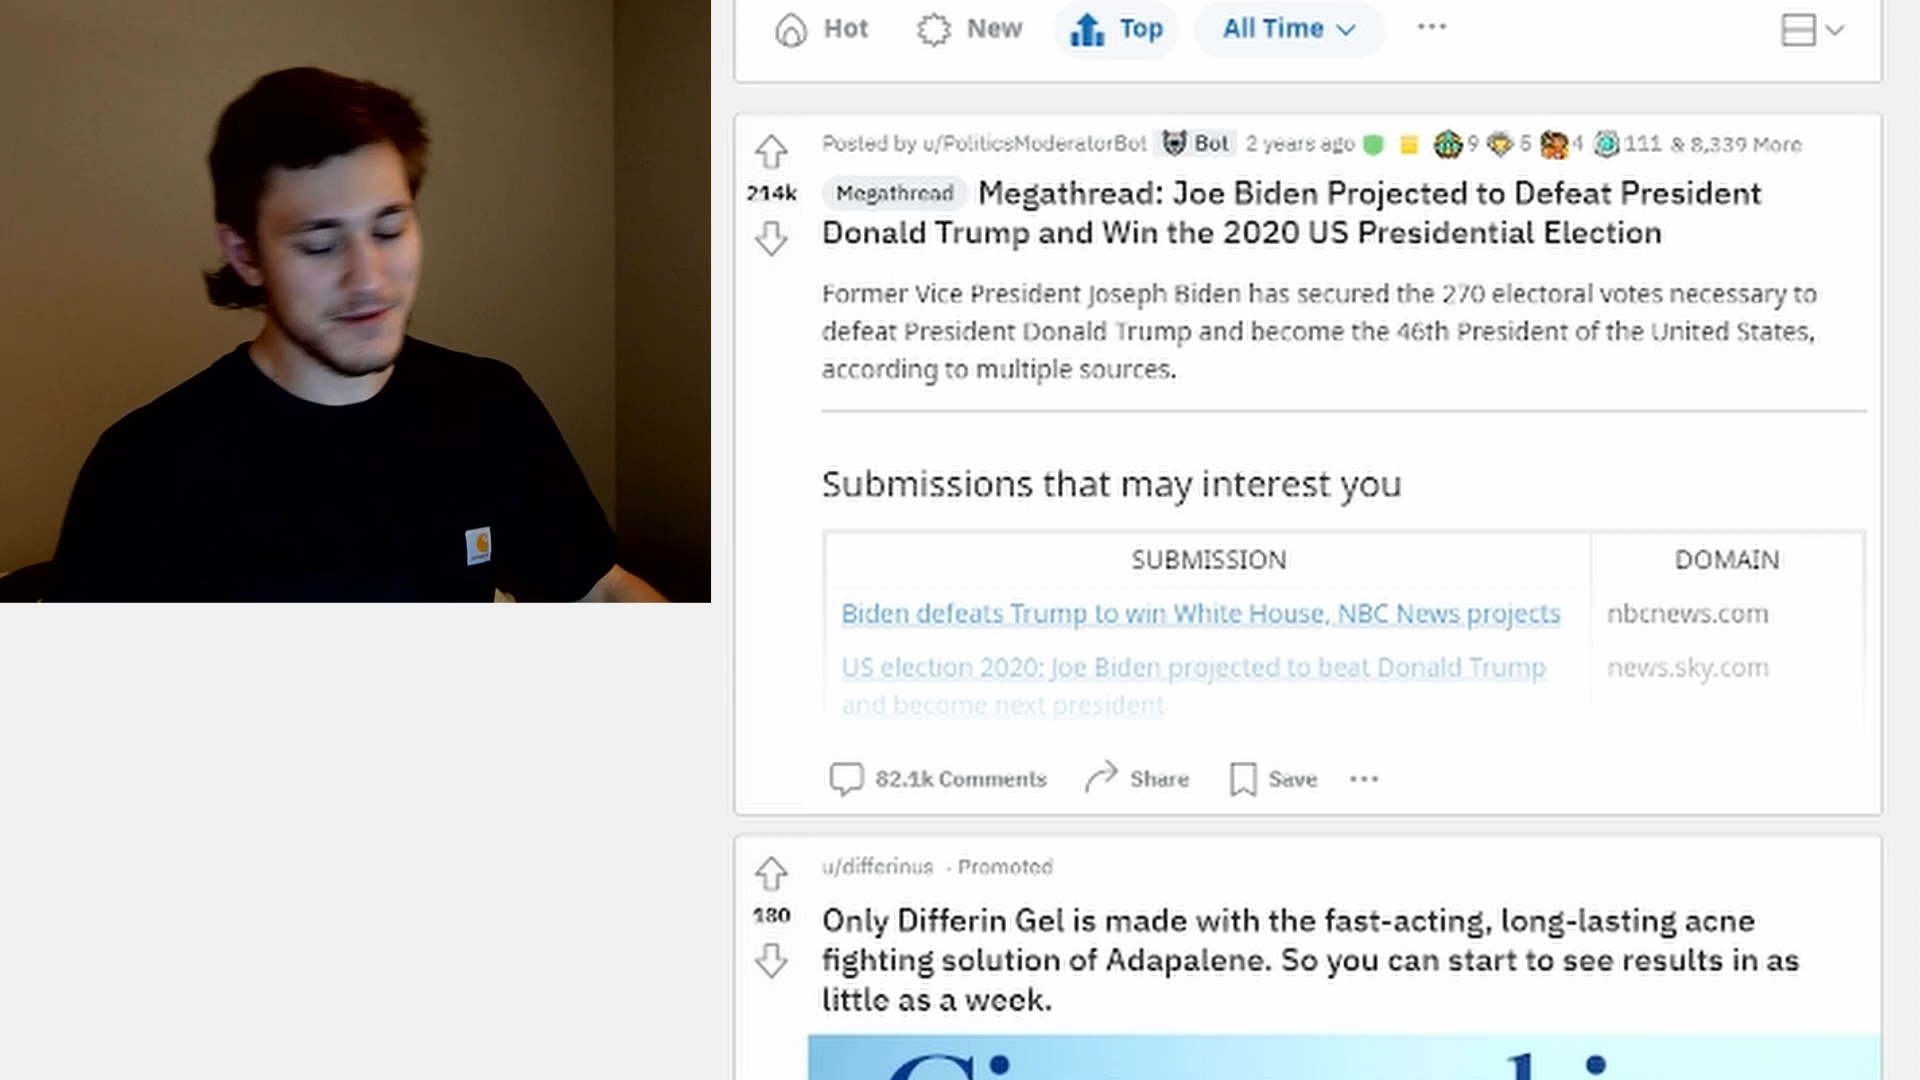 Hot New Top All Time
Posted by u/PoliticsModeratorBot Bot 2 years ago 9 5 4 111 & 8,339 More
214k
Megathread Megathread: Joe Biden Projected to Defeat President
Donald Trump and Win the 2020 US Presidential Election
Former Vice President Joseph Biden has secured the 270 electoral votes necessary to
defeat President Donald Trump and become the 46th President of the United States,
according to multiple sources.
Submissions that may interest you
SUBMISSION DOMAIN
Biden defeats Trump to win White House, NBC News projects nbcnews.com
US election 2020: Joe Biden projected to beat Donald Trump news.sky.com
and become next president
82.1k Comments Share Save
u/differinus · Promoted
180
Only Differin Gel is made with the fast-acting, long-lasting acne
fighting solution of Adapalene. So you can start to see results in as
little as a week.